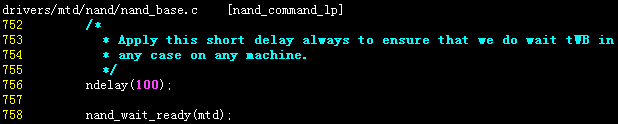 drivers/mtd/nand/nand_base.c [nand_command_lp]
752 /*
753 * Apply this short delay always to ensure that we do wait tWB in
754 * any case on any machine.
755 */
756 ndelay(100);
757
758 nand_wait_ready(mtd);